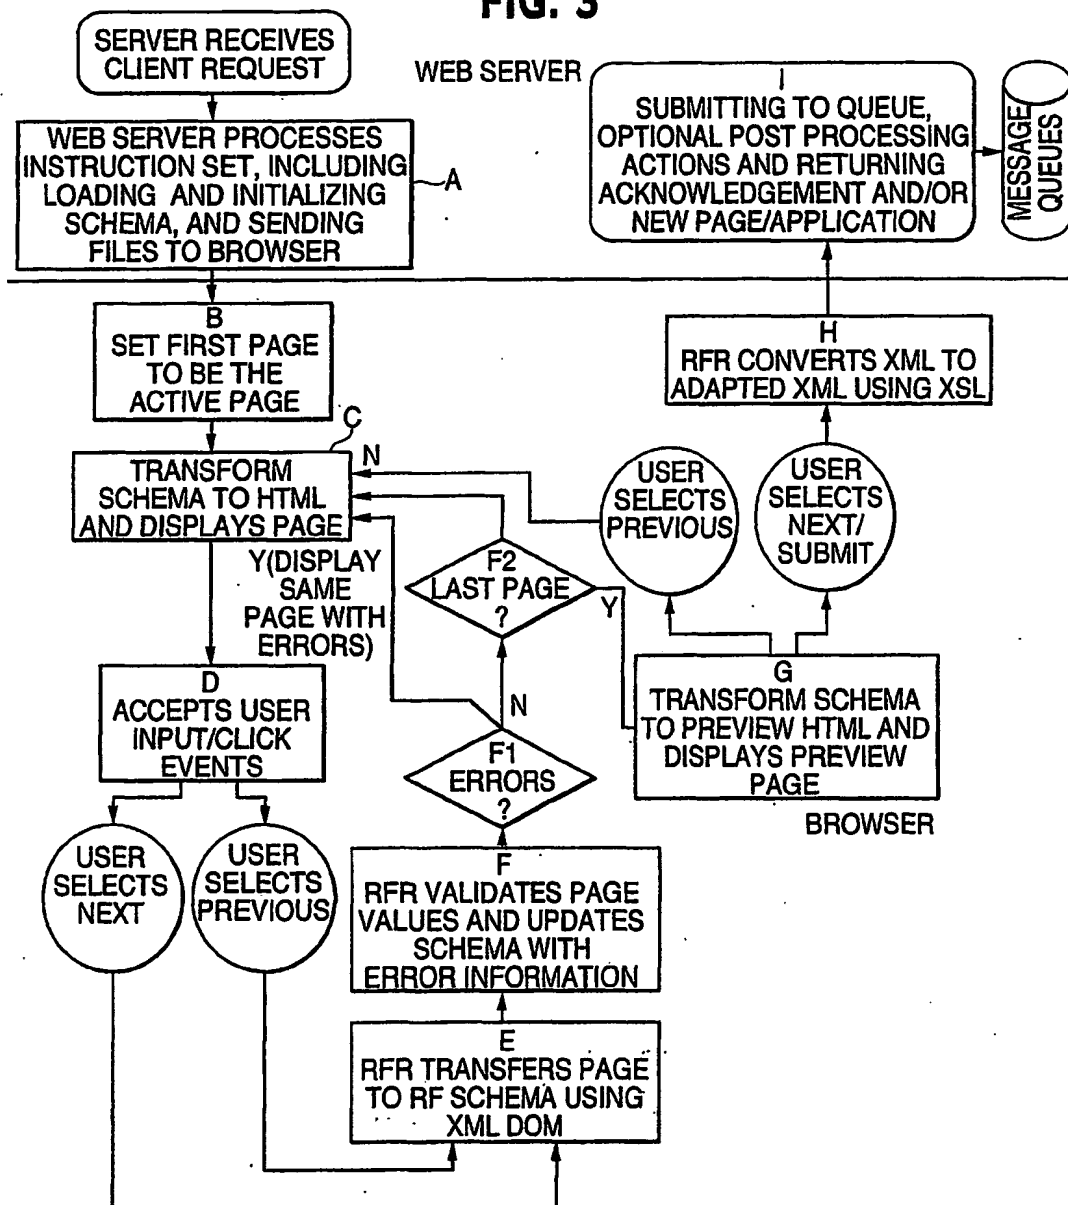 FIG. 3
SERVER RECEIVES
CLIENT REQUEST
WEB SERVER PROCESSES
INSTRUCTION SET, INCLUDING
LOADING AND INITIALIZING
SCHEMA, AND SENDING
FILES TO BROWSER
A
WEB SERVER
I
SUBMITTING TO QUEUE,
OPTIONAL POST PROCESSING
ACTIONS AND RETURNING
ACKNOWLEDGEMENT AND/OR
NEW PAGE/APPLICATION
MESSAGE
QUEUES
B
SET FIRST PAGE
TO BE THE
ACTIVE PAGE
C
TRANSFORM
SCHEMA TO HTML
AND DISPLAYS PAGE
N
Y(DISPLAY
SAME
PAGE WITH
ERRORS)
D
ACCEPTS USER
INPUT/CLICK
EVENTS
USER
SELECTS
NEXT
USER
SELECTS
PREVIOUS
E
RFR TRANSFERS PAGE
TO RF SCHEMA USING
XML DOM
F
RFR VALIDATES PAGE
VALUES AND UPDATES
SCHEMA WITH
ERROR INFORMATION
F1
ERRORS
?
N
F2
LAST PAGE
?
Y
G
TRANSFORM SCHEMA
TO PREVIEW HTML AND
DISPLAYS PREVIEW
PAGE
BROWSER
USER
SELECTS
PREVIOUS
USER
SELECTS
NEXT/
SUBMIT
H
RFR CONVERTS XML TO
ADAPTED XML USING XSL